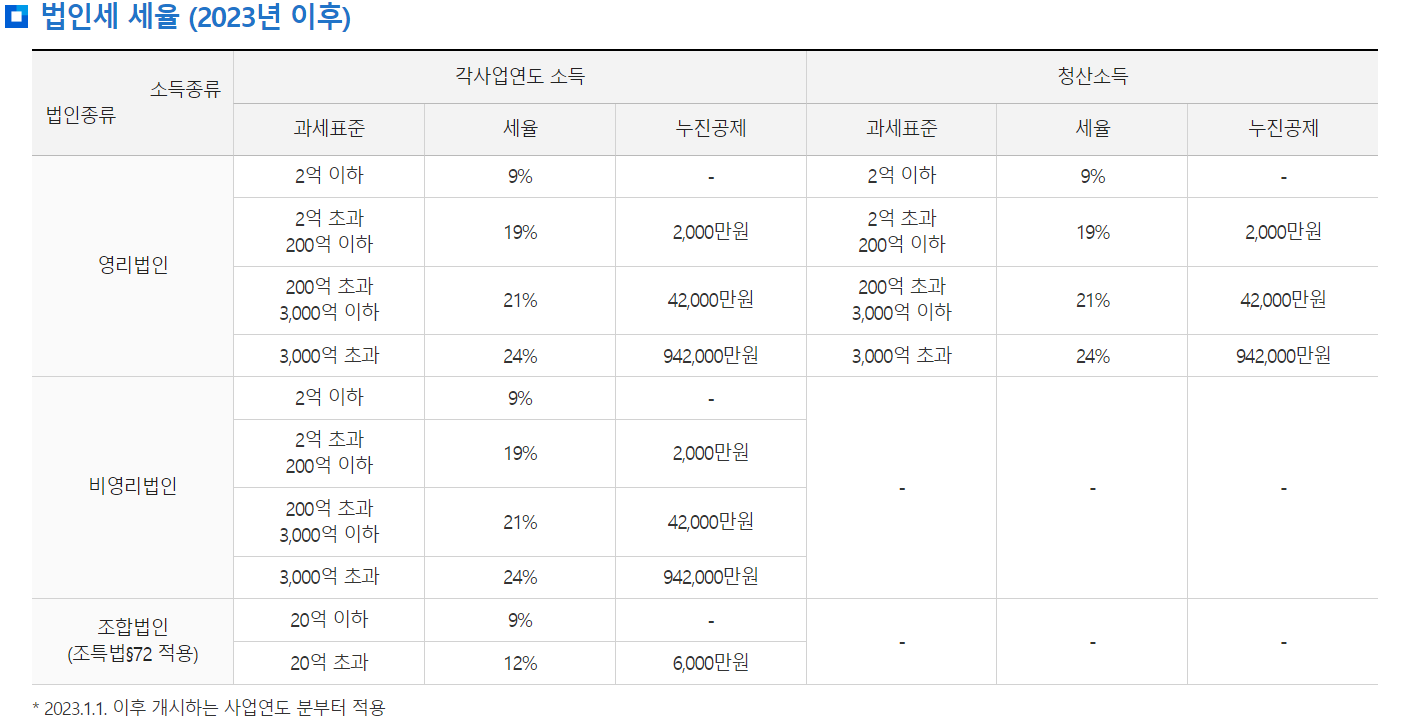 법인세 세율 (2023년 이후)
소득종류
법인종류
각사업연도 소득
청산소득
과세표준 세율 누진공제 과세표준 세율 누진공제
영리법인
2억 이하 9% - 2억 이하 9% -
2억 초과
200억 이하 19% 2,000만원 2억 초과
200억 이하 19% 2,000만원
200억 초과
3,000억 이하 21% 42,000만원 200억 초과
3,000억 이하 21% 42,000만원
3,000억 초과 24% 942,000만원 3,000억 초과 24% 942,000만원
비영리법인
2억 이하 9% -
2억 초과
200억 이하 19% 2,000만원
200억 초과
3,000억 이하 21% 42,000만원
3,000억 초과 24% 942,000만원
- - -
조합법인
(조특법§72 적용)
20억 이하 9% -
20억 초과 12% 6,000만원
- - -
* 2023.1.1. 이후 개시하는 사업연도 분부터 적용